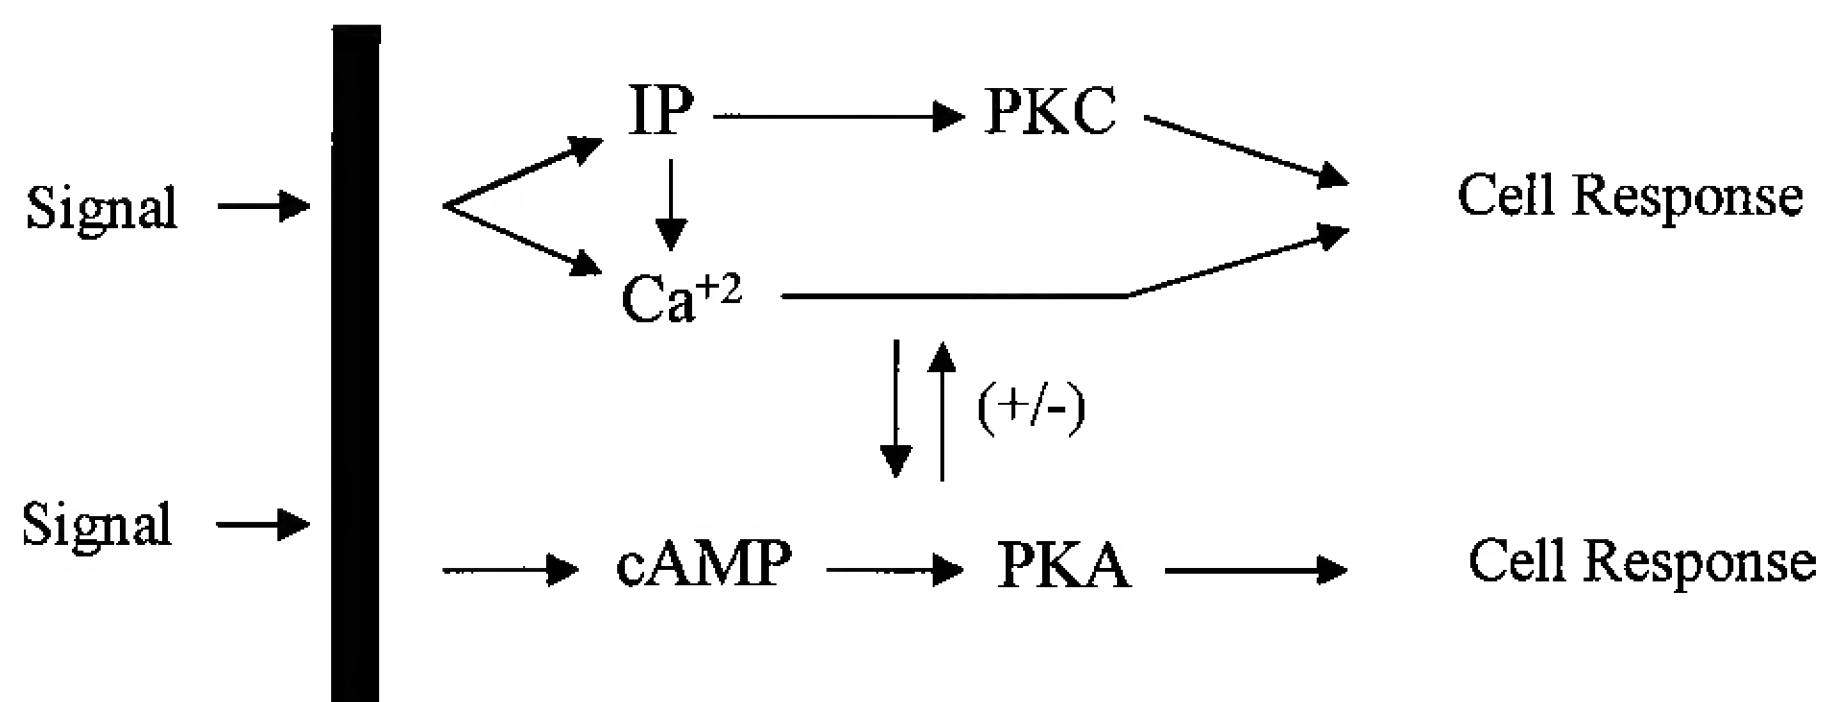 IP PKC
Signal Cell Response
Ca+2
(+/-)
Signal
cAMP PKA Cell Response